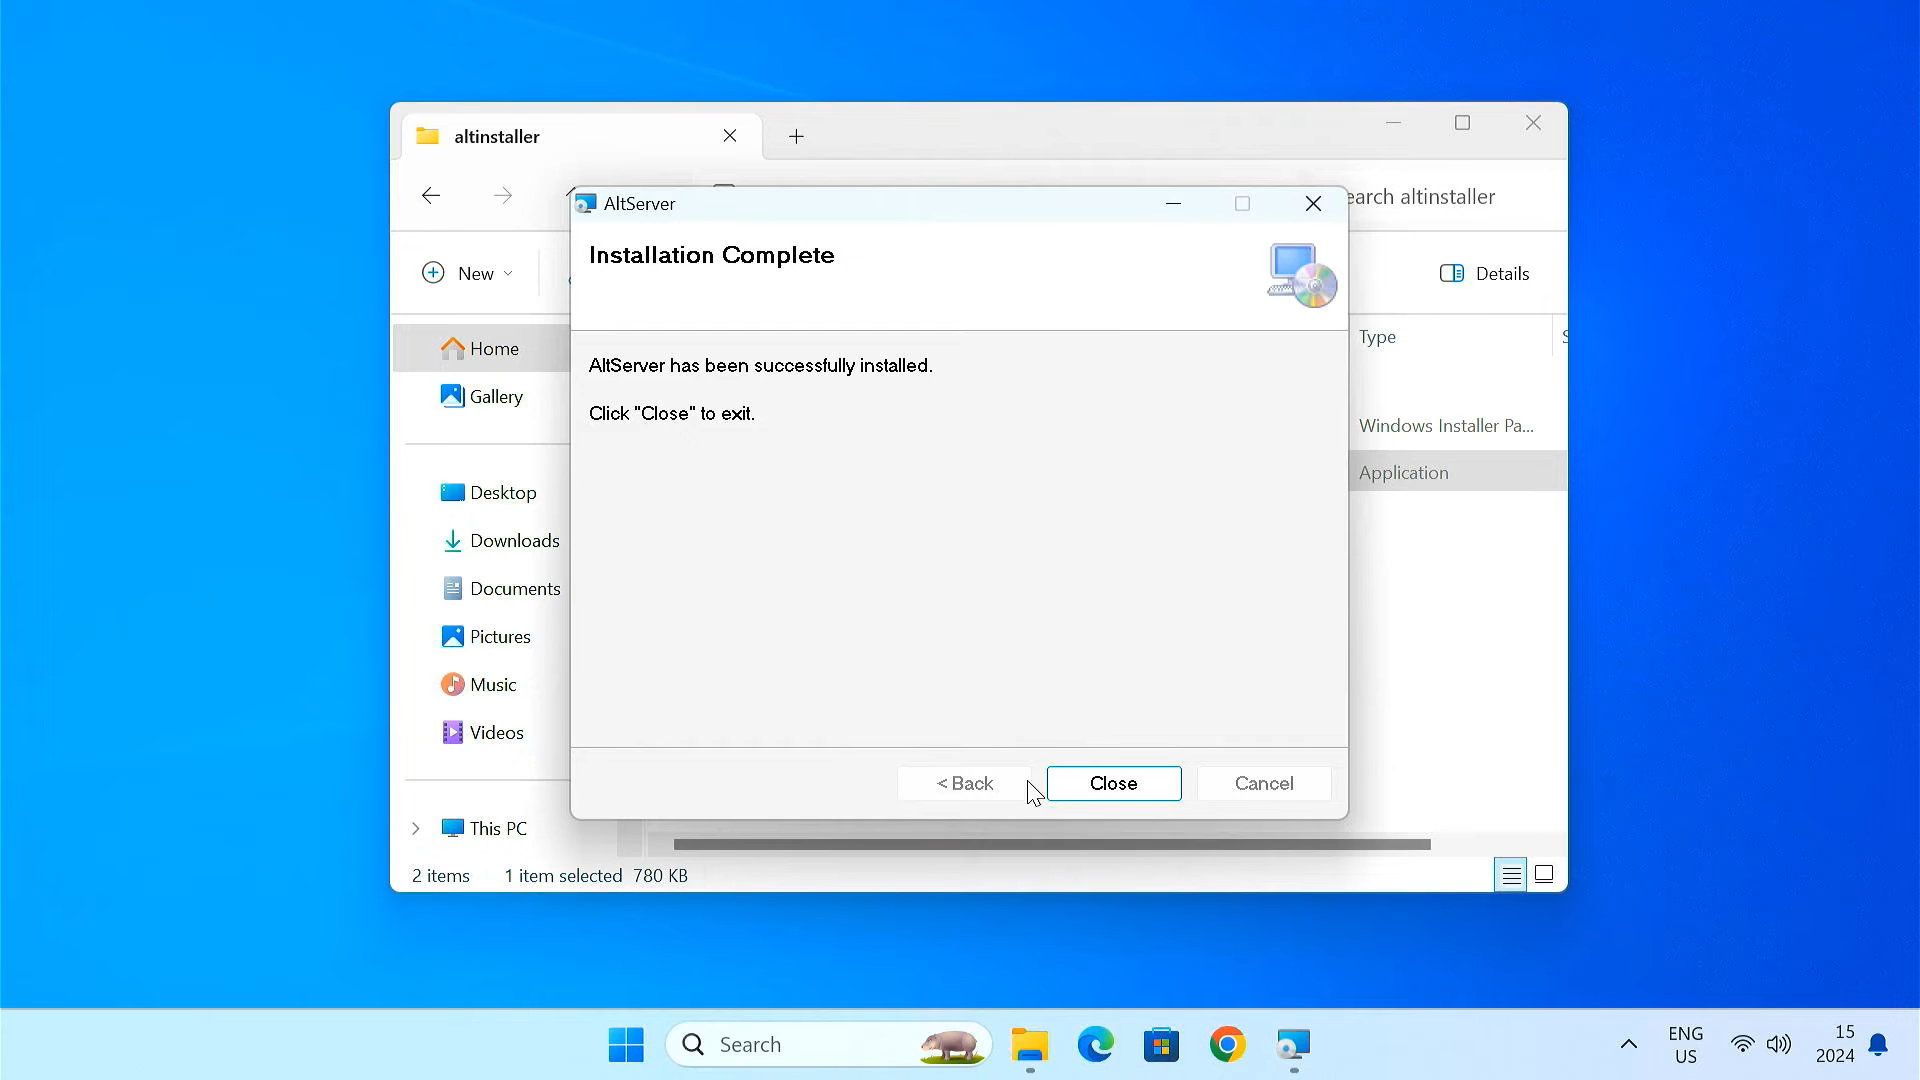 altinstaller
earch altinstaller
AltServer
Installation Complete
New
Details
Home
Type
AltServer has been successfully installed.
Gallery
Click "Close" to exit.
Windows Installer Pa...
Application
Desktop
Downloads
Documents
Pictures
Music
Videos
< Back
Close
Cancel
This PC
2 items
1 item selected 780 KB
Search
ENG
US
15
2024